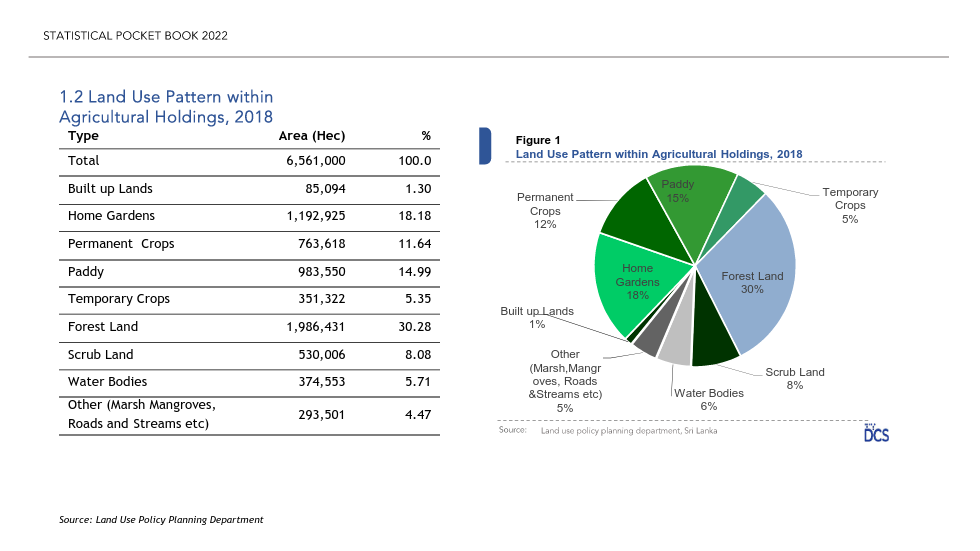 STATISTICAL POCKET BOOK 2022
1.2 Land Use Pattern within
Agricultural Holdings, 2018
Type Area (Hec) %
Total 6,561,000 100.0
Built up Lands 85,094 1.30
Home Gardens 1,192,925 18.18
Permanent Crops 763,618 11.64
Paddy 983,550 14.99
Temporary Crops 351,322 5.35
Forest Land 1,986,431 30.28
Scrub Land 530,006 8.08
Water Bodies 374,553 5.71
Other (Marsh Mangroves,
Roads and Streams etc) 293,501 4.47
Source: Land Use Policy Planning Department
Figure 1
Land Use Pattern within Agricultural Holdings, 2018
Paddy
15%
Temporary
Crops
5%
Permanent
Crops
12%
Home
Gardens
18%
Forest Land
30%
Built up Lands
1%
Other
(Marsh,Mangr
oves, Roads
&Streams etc)
5%
Water Bodies
6%
Scrub Land
8%
Source: Land use policy planning department, Sri Lanka
DCS